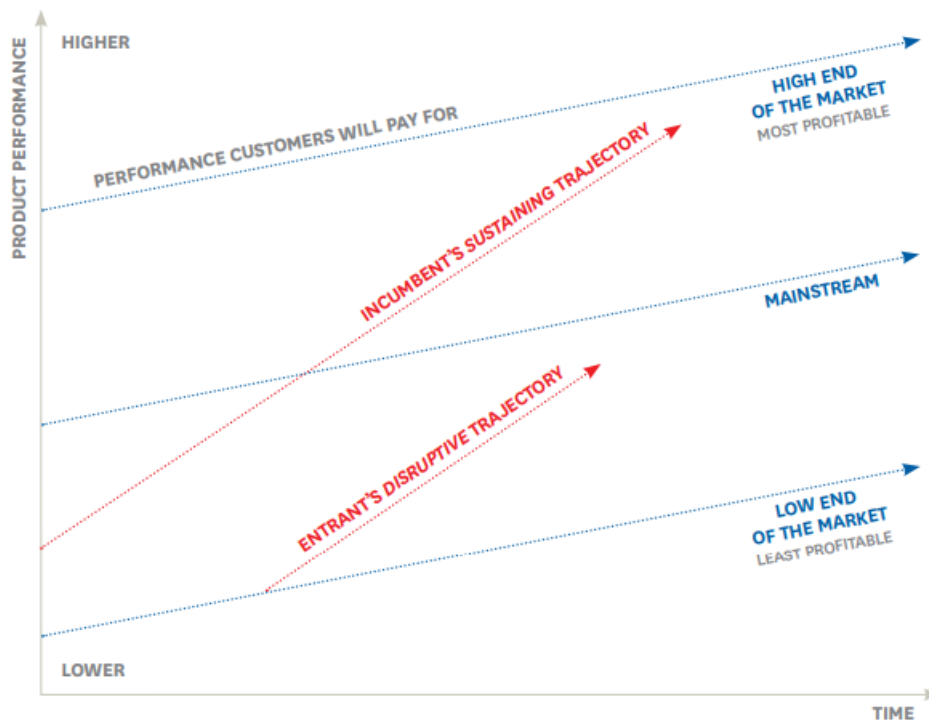 HIGHER
PRODUCT PERFORMANCE
PERFORMANCE CUSTOMERS WILL PAY FOR
HIGH END
OF THE MARKET
MOST PROFITABLE
INCUMBENT'S SUSTAINING TRAJECTORY
MAINSTREAM
ENTRANT'S DISRUPTIVE TRAJECTORY
LOW END
OF THE MARKET
LEAST PROFITABLE
LOWER
TIME